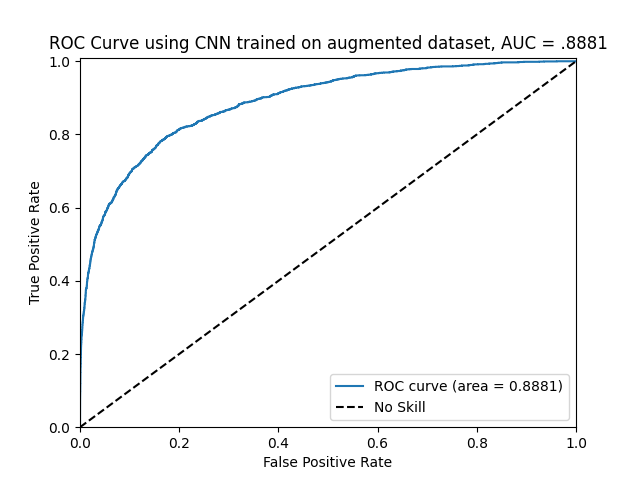 ROC Curve using CNN trained on augmented dataset, AUC = .8881
1.0
0.8
0.6
0.4
0.2
0.0
True Positive Rate
ROC curve (area = 0.8881)
No Skill
0.0 0.2 0.4 0.6 0.8 1.0
False Positive Rate